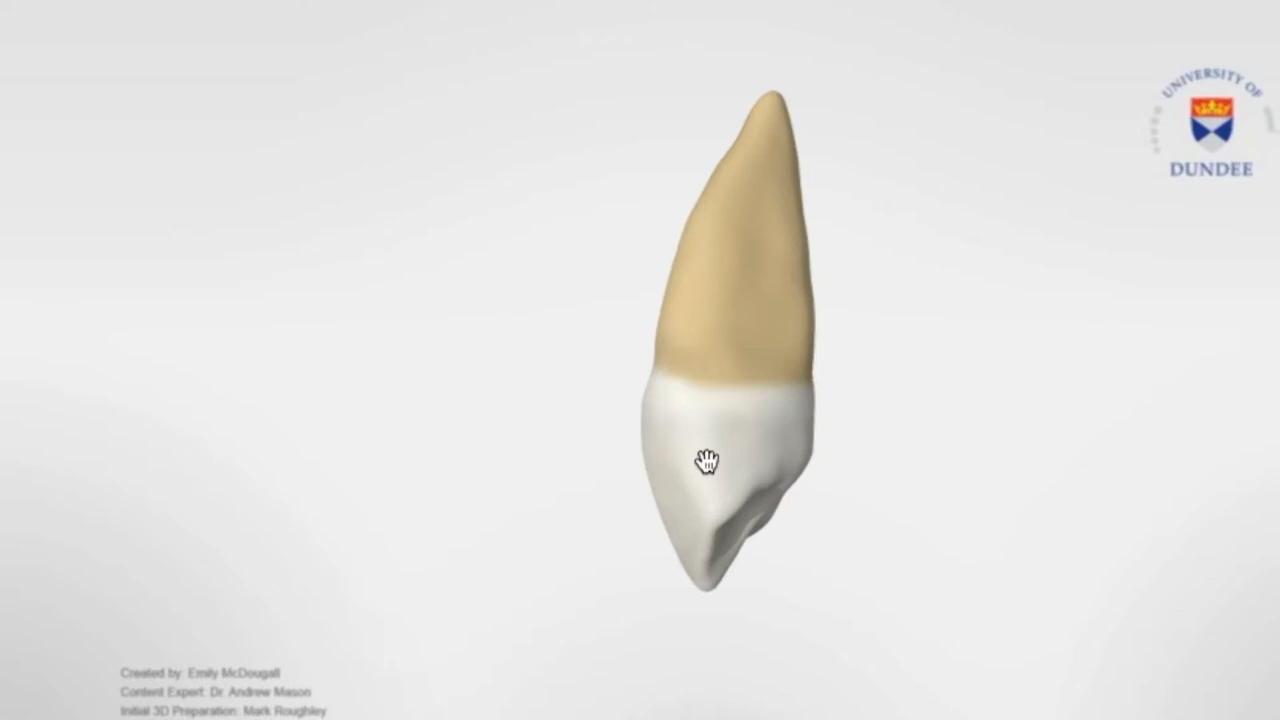 UNIVERSITY OF
DUNDEE
Created by: Emily McDougall
Content Expert: Dr. Andrew Mason
Initial 3D Preparation: Mark Roughley